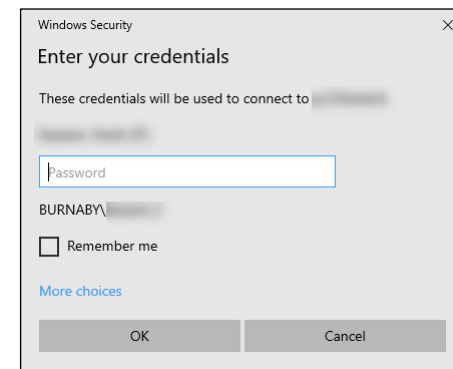 Windows Security
Enter your credentials
These credentials will be used to connect to
Password
BURNABY\
Remember me
More choices
OK
Cancel